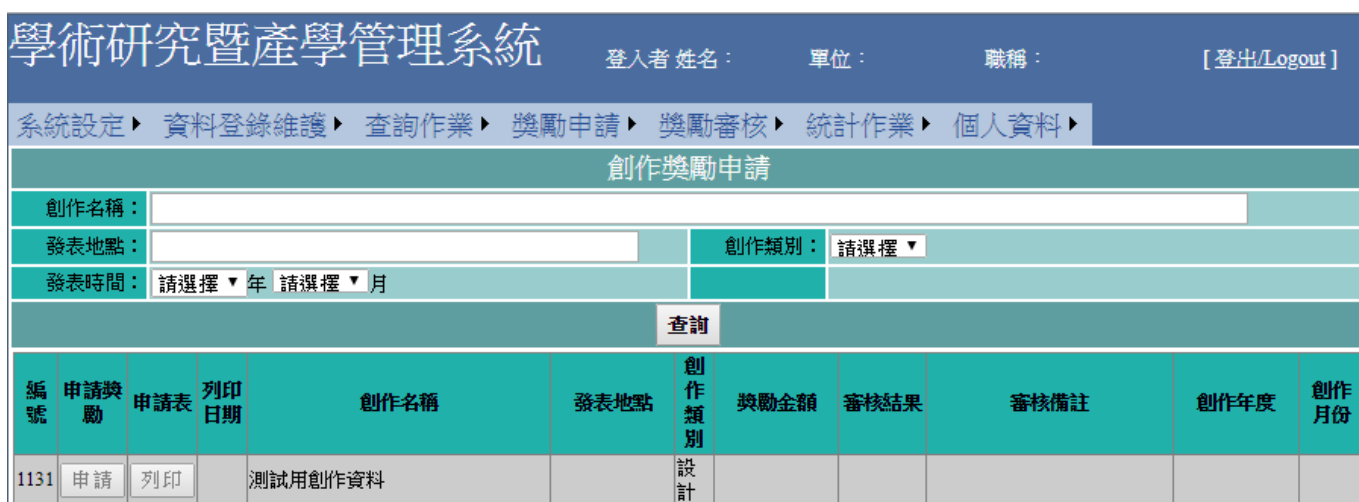 學術研究暨產學管理系統 登入者 姓名： 單位： 職稱： [ 登出/Logout ]
系統設定 資料登錄維護 查詢作業 獎勵申請 獎勵審核 統計作業 個人資料
創作獎勵申請
創作名稱：
發表地點： 創作類別： 請選擇
發表時間： 請選擇 年 請選擇 月
查詢
編號 申請獎勵 申請表 列印日期 創作名稱 發表地點 創作類別 獎勵金額 審核結果 審核備註 創作年度 創作月份
1131 申請 列印 測試用創作資料 設計